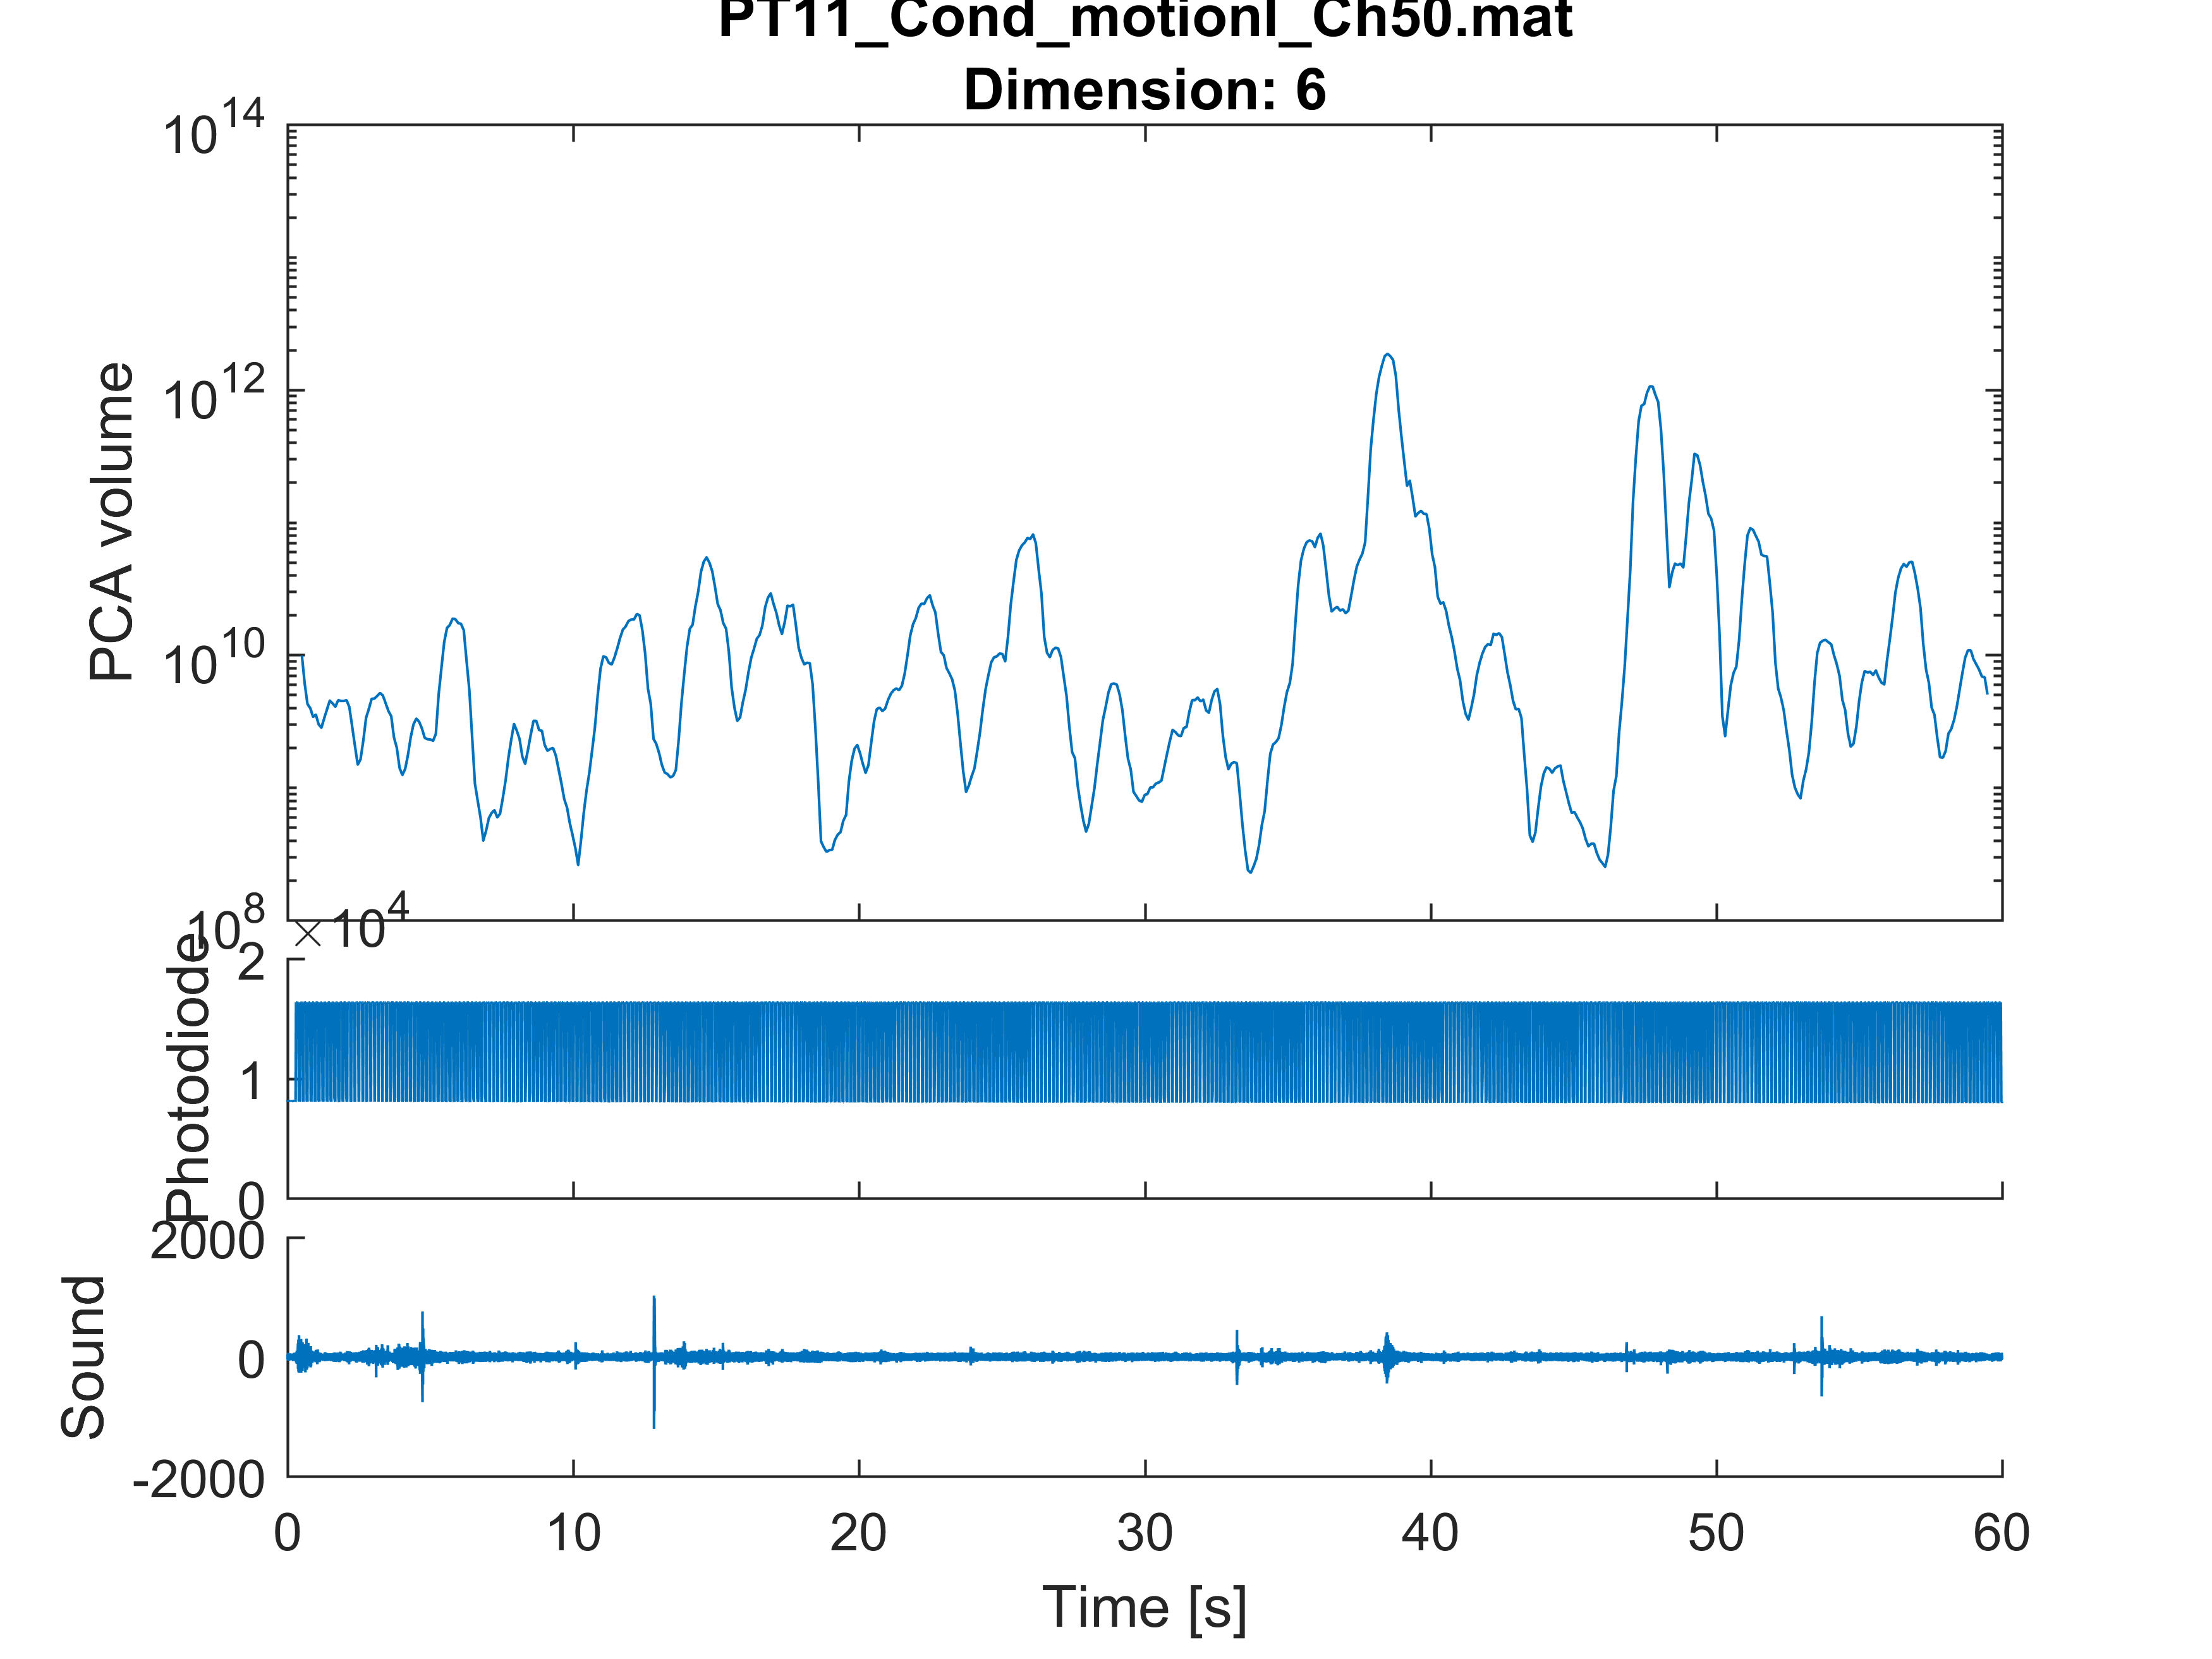 PT11_Cond_motionI_Ch50.mat
Dimension: 6
10^14
10^12
10^10
10^8
PCA volume
× 10^4
2
1
0
Photodiode
2000
0
-2000
Sound
0 10 20 30 40 50 60
Time [s]